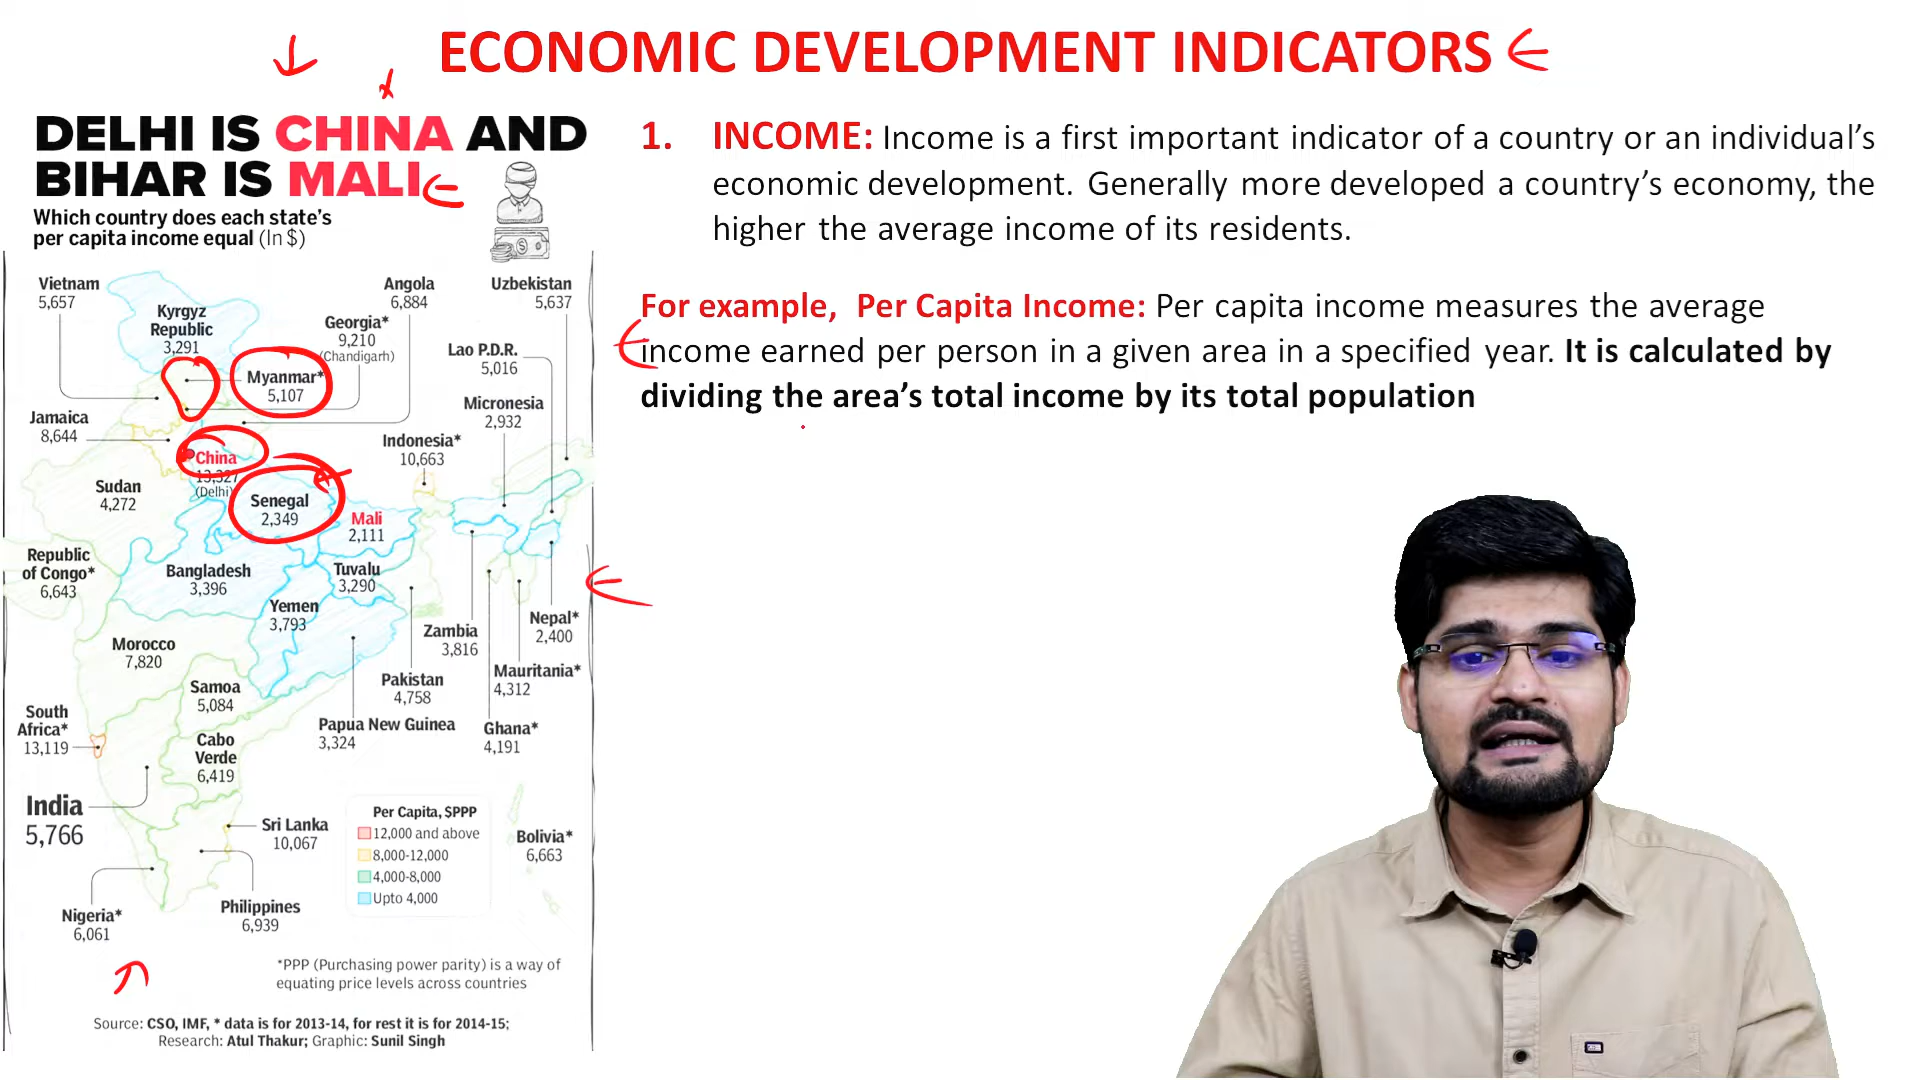 ECONOMIC DEVELOPMENT INDICATORS
DELHI IS CHINA AND
BIHAR IS MALI
Which country does each state's
per capita income equal (In $)
Vietnam
5,657
Kyrgyz
Republic
3,291
Angola
6,884
Uzbekistan
5,637
Georgia*
9,210
(Chandigarh)
Lao P.D.R.
5,016
Myanmar*
5,107
Micronesia
2,932
Jamaica
8,644
Indonesia*
10,663
China
13,327
(Delhi)
Sudan
4,272
Senegal
2,349
Mali
2,111
Republic
of Congo*
6,643
Bangladesh
3,396
Tuvalu
3,290
Yemen
3,793
Nepal*
2,400
Zambia
3,816
Morocco
7,820
Mauritania*
4,312
Pakistan
4,758
Samoa
5,084
South
Africa*
13,119
Papua New Guinea
3,324
Ghana*
4,191
Cabo
Verde
6,419
India
5,766
Sri Lanka
10,067
Per Capita, $PPP
12,000 and above
8,000-12,000
4,000-8,000
Upto 4,000
Bolivia*
6,663
Nigeria*
6,061
Philippines
6,939
*PPP (Purchasing power parity) is a way of
equating price levels across countries
Source: CSO, IMF, * data is for 2013-14, for rest it is for 2014-15;
Research: Atul Thakur; Graphic: Sunil Singh
1. INCOME: Income is a first important indicator of a country or an individual's
economic development. Generally more developed a country's economy, the
higher the average income of its residents.
For example, Per Capita Income: Per capita income measures the average
income earned per person in a given area in a specified year. It is calculated by
dividing the area's total income by its total population